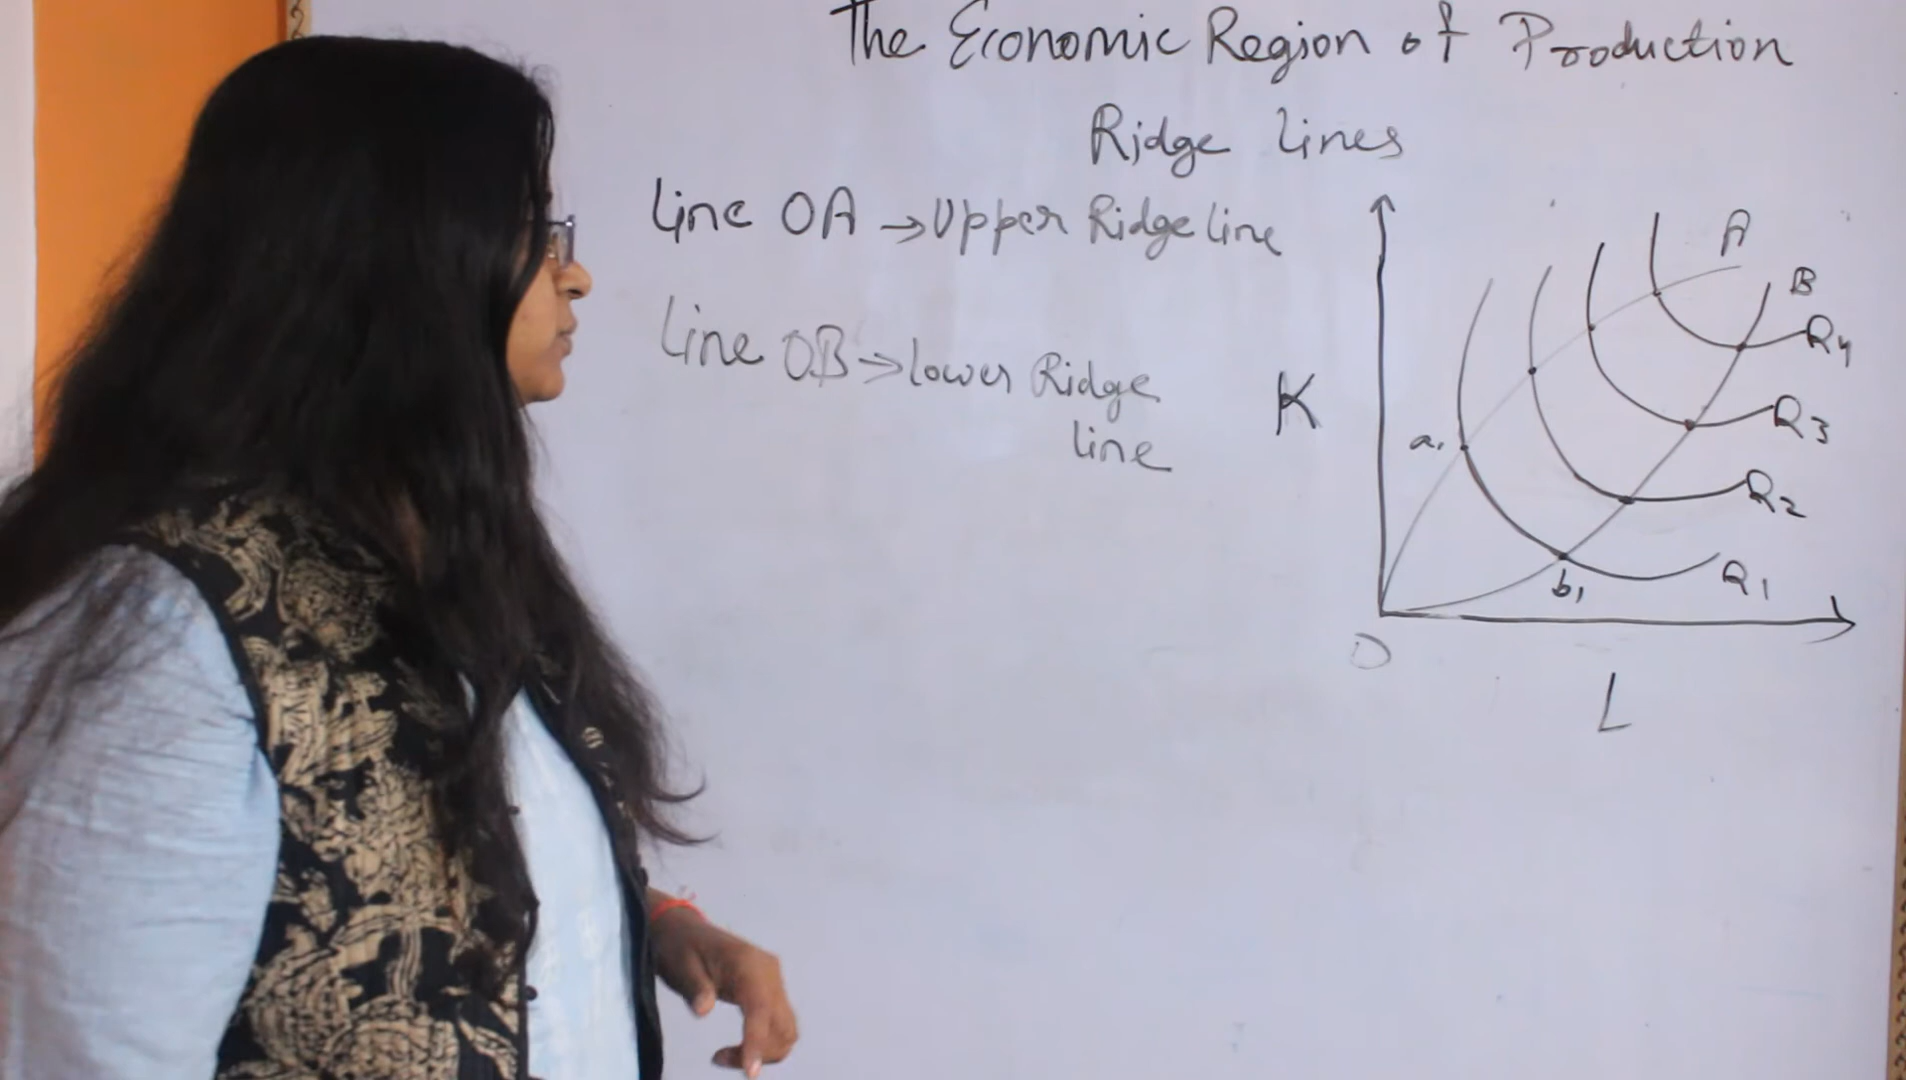 The Economic Region of Production
Ridge lines
Line OA → Upper Ridge line
Line OB → Lower Ridge
line
A
B
R4
K
R3
a1
R2
R1
b1
O
L